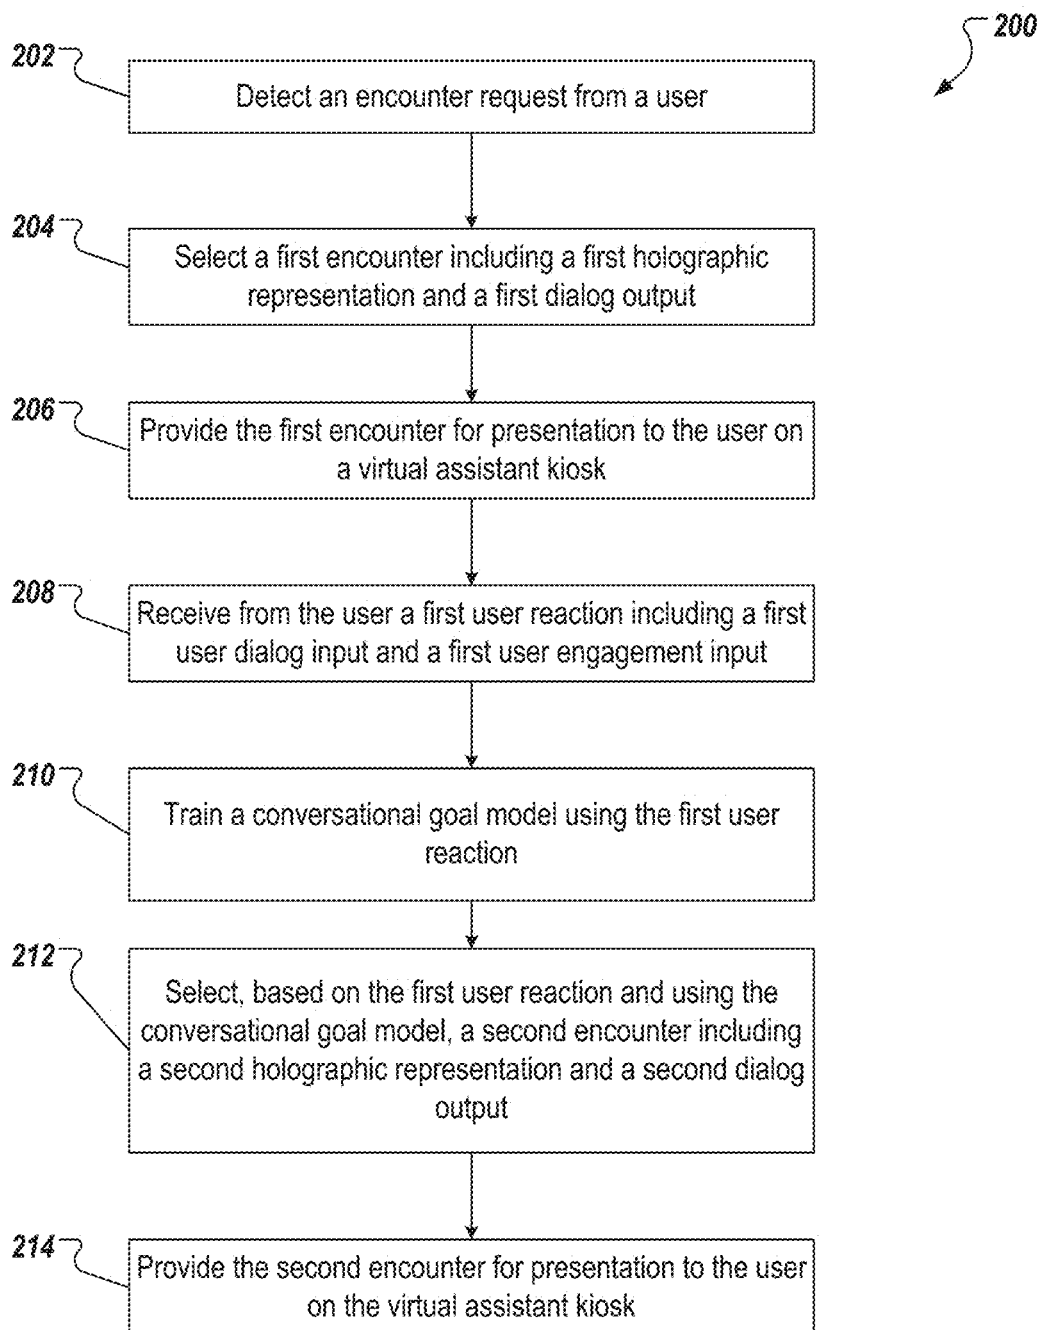 200
202
Detect an encounter request from a user
204
Select a first encounter including a first holographic
representation and a first dialog output
206
Provide the first encounter for presentation to the user on
a virtual assistant kiosk
208
Receive from the user a first user reaction including a first
user dialog input and a first user engagement input
210
Train a conversational goal model using the first user
reaction
212
Select, based on the first user reaction and using the
conversational goal model, a second encounter including
a second holographic representation and a second dialog
output
214
Provide the second encounter for presentation to the user
on the virtual assistant kiosk